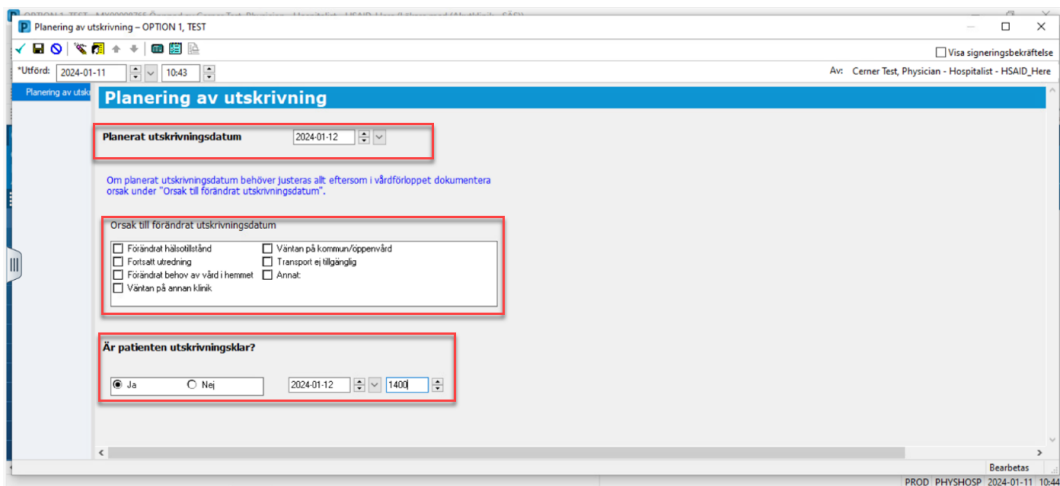 Planering av utskrivning – OPTION 1, TEST
Visa signeringsbekräftelse
*Utförd: 2024-01-11 10:43
Av: Cerner Test, Physician - Hospitalist - HSAID_Here
Planering av utsk
Planering av utskrivning
Planerat utskrivningsdatum 2024-01-12
Om planerat utskrivningsdatum behöver justeras allt eftersom i vårdförloppet dokumentera
orsak under "Orsak till förändrat utskrivningsdatum".
Orsak till förändrat utskrivningsdatum
Förändrat hälsotillstånd Väntan på kommun/öppenvård
Fortsatt utredning Transport ej tillgänglig
Förändrat behov av vård i hemmet Annat:
Väntan på annan klinik
Är patienten utskrivningsklar?
Ja Nej 2024-01-12 1400
Bearbetas
PROD PHYSHOSP 2024-01-11 10:44